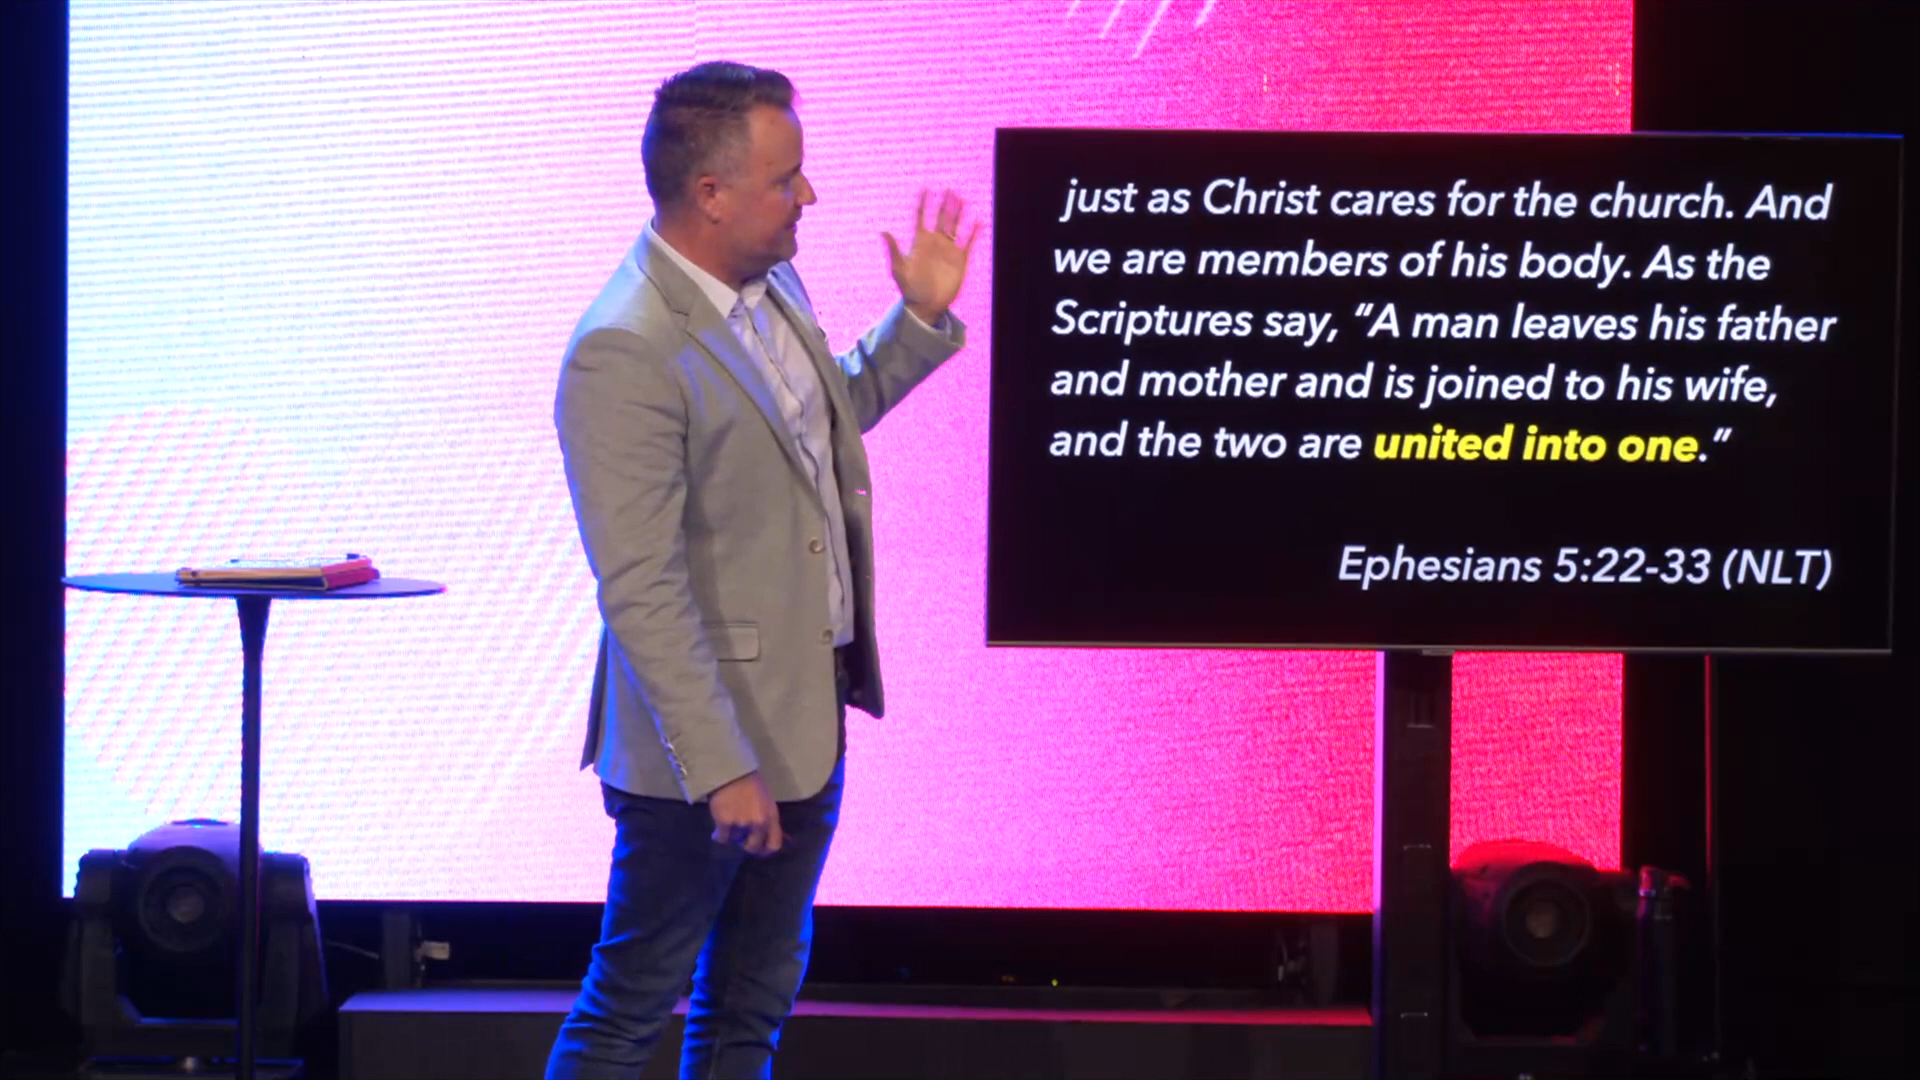 just as Christ cares for the church. And
we are members of his body. As the
Scriptures say, “A man leaves his father
and mother and is joined to his wife,
and the two are united into one.”
Ephesians 5:22-33 (NLT)